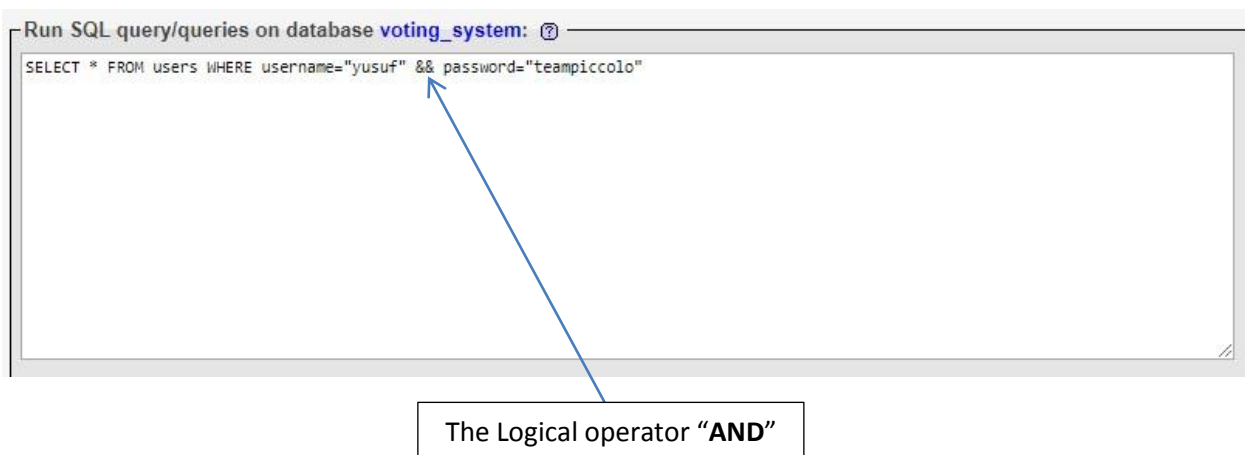 Run SQL query/queries on database voting_system:
SELECT * FROM users WHERE username="yusuf" && password="teampiccolo"
The Logical operator “AND”